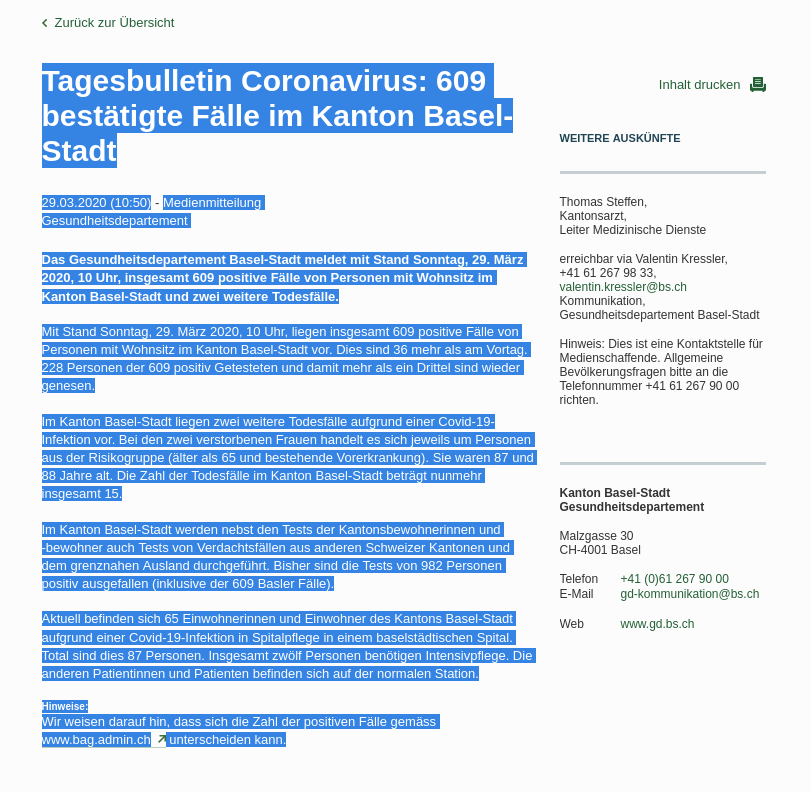 Zurück zur Übersicht
Tagesbulletin Coronavirus: 609
bestätigte Fälle im Kanton Basel-
Stadt
29.03.2020 (10:50) - Medienmitteilung
Gesundheitsdepartement
Das Gesundheitsdepartement Basel-Stadt meldet mit Stand Sonntag, 29. März
2020, 10 Uhr, insgesamt 609 positive Fälle von Personen mit Wohnsitz im
Kanton Basel-Stadt und zwei weitere Todesfälle.
Mit Stand Sonntag, 29. März 2020, 10 Uhr, liegen insgesamt 609 positive Fälle von
Personen mit Wohnsitz im Kanton Basel-Stadt vor. Dies sind 36 mehr als am Vortag.
228 Personen der 609 positiv Getesteten und damit mehr als ein Drittel sind wieder
genesen.
Im Kanton Basel-Stadt liegen zwei weitere Todesfälle aufgrund einer Covid-19-
Infektion vor. Bei den zwei verstorbenen Frauen handelt es sich jeweils um Personen
aus der Risikogruppe (älter als 65 und bestehende Vorerkrankung). Sie waren 87 und
88 Jahre alt. Die Zahl der Todesfälle im Kanton Basel-Stadt beträgt nunmehr
insgesamt 15.
Im Kanton Basel-Stadt werden nebst den Tests der Kantonsbewohnerinnen und
-bewohner auch Tests von Verdachtsfällen aus anderen Schweizer Kantonen und
dem grenznahen Ausland durchgeführt. Bisher sind die Tests von 982 Personen
positiv ausgefallen (inklusive der 609 Basler Fälle).
Aktuell befinden sich 65 Einwohnerinnen und Einwohner des Kantons Basel-Stadt
aufgrund einer Covid-19-Infektion in Spitalpflege in einem baselstädtischen Spital.
Total sind dies 87 Personen. Insgesamt zwölf Personen benötigen Intensivpflege. Die
anderen Patientinnen und Patienten befinden sich auf der normalen Station.
Hinweise:
Wir weisen darauf hin, dass sich die Zahl der positiven Fälle gemäss
www.bag.admin.ch unterscheiden kann.
Inhalt drucken
WEITERE AUSKÜNFTE
Thomas Steffen,
Kantonsarzt,
Leiter Medizinische Dienste
erreichbar via Valentin Kressler,
+41 61 267 98 33,
valentin.kressler@bs.ch
Kommunikation,
Gesundheitsdepartement Basel-Stadt
Hinweis: Dies ist eine Kontaktstelle für
Medienschaffende. Allgemeine
Bevölkerungsfragen bitte an die
Telefonnummer +41 61 267 90 00
richten.
Kanton Basel-Stadt
Gesundheitsdepartement
Malzgasse 30
CH-4001 Basel
Telefon +41 (0)61 267 90 00
E-Mail gd-kommunikation@bs.ch
Web www.gd.bs.ch